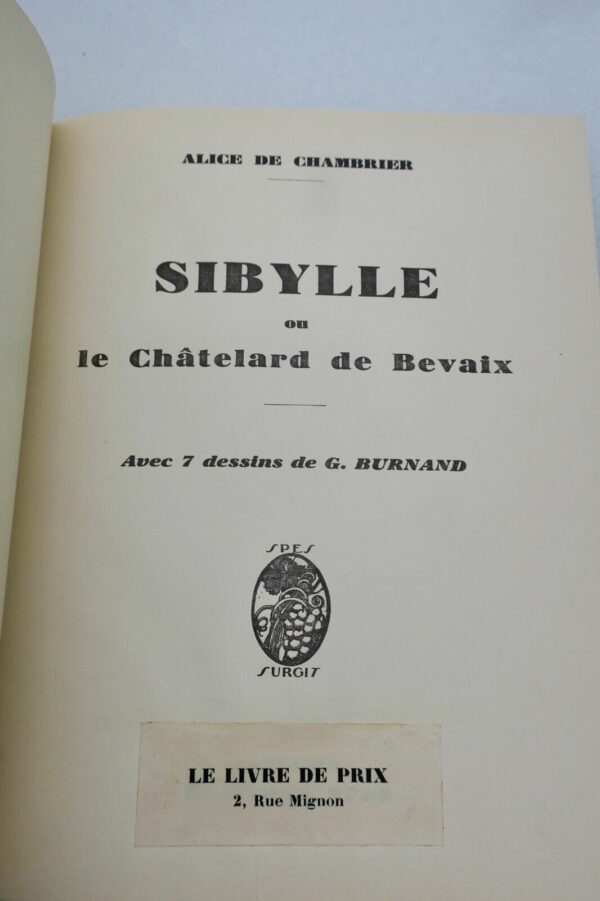 ALICE DE CHAMBRIER
SIBYLLE
ou
le Châtelard de Bevaix
Avec 7 dessins de G. BURNAND
SPES
SURGIT
LE LIVRE DE PRIX
2, Rue Mignon